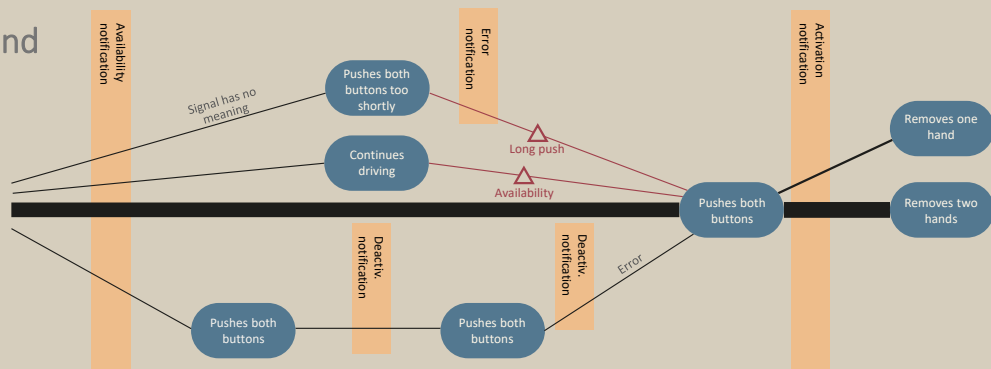 nd
Availability
notification
Error
notification
Activation
notification
Pushes both
buttons too
shortly
Signal has no
meaning
Continues
driving
Long push
Availability
Removes one
hand
Pushes both
buttons
Removes two
hands
Deactiv.
notification
Deactiv.
notification
Error
Pushes both
buttons
Pushes both
buttons